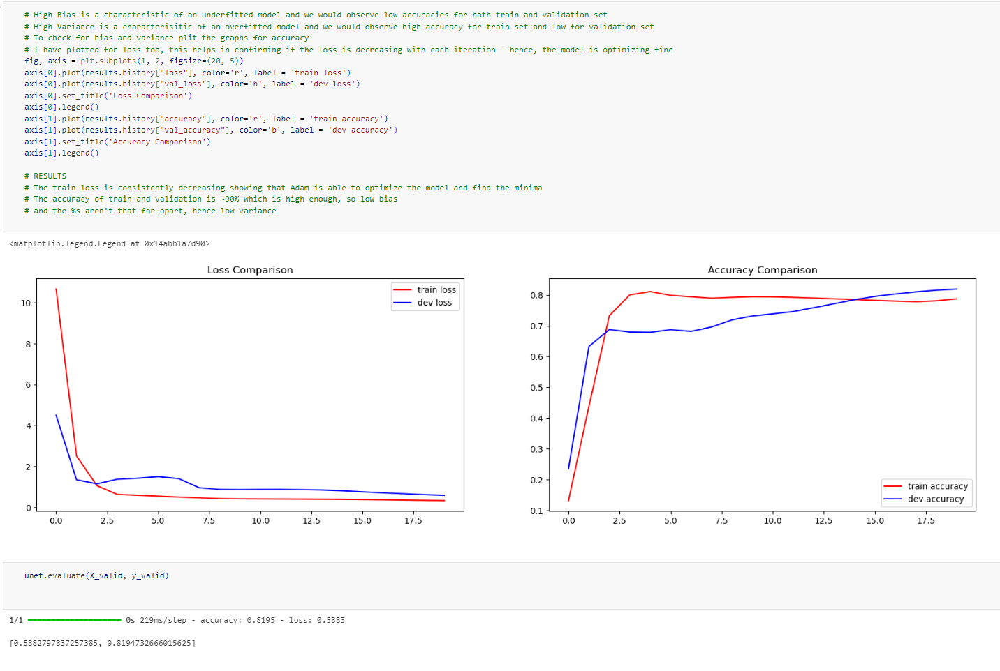 # High Bias is a characteristic of an underfitted model and we would observe low accuracies for both train and validation set
# High Variance is a characterisitic of an overfitted model and we would observe high accuracy for train set and low for validation set
# To check for bias and variance plit the graphs for accuracy
# I have plotted for loss too, this helps in confirming if the loss is decreasing with each iteration - hence, the model is optimizing fine
fig, axis = plt.subplots(1, 2, figsize=(20, 5))
axis[0].plot(results.history["loss"], color='r', label = 'train loss')
axis[0].plot(results.history["val_loss"], color='b', label = 'dev loss')
axis[0].set_title('Loss Comparison')
axis[0].legend()
axis[1].plot(results.history["accuracy"], color='r', label = 'train accuracy')
axis[1].plot(results.history["val_accuracy"], color='b', label = 'dev accuracy')
axis[1].set_title('Accuracy Comparison')
axis[1].legend()
# RESULTS
# The train loss is consistently decreasing showing that Adam is able to optimize the model and find the minima
# The accuracy of train and validation is ~90% which is high enough, so low bias
# and the %s aren't that far apart, hence low variance
<matplotlib.legend.Legend at 0x14abb1a7d90>
Loss Comparison
train loss
dev loss
10
8
6
4
2
0
0.0 2.5 5.0 7.5 10.0 12.5 15.0 17.5
Accuracy Comparison
0.8
0.7
0.6
0.5
0.4
0.3
0.2
0.1
train accuracy
dev accuracy
0.0 2.5 5.0 7.5 10.0 12.5 15.0 17.5
unet.evaluate(X_valid, y_valid)
1/1 0s 219ms/step - accuracy: 0.8195 - loss: 0.5883
[0.5882797837257385, 0.8194732666015625]